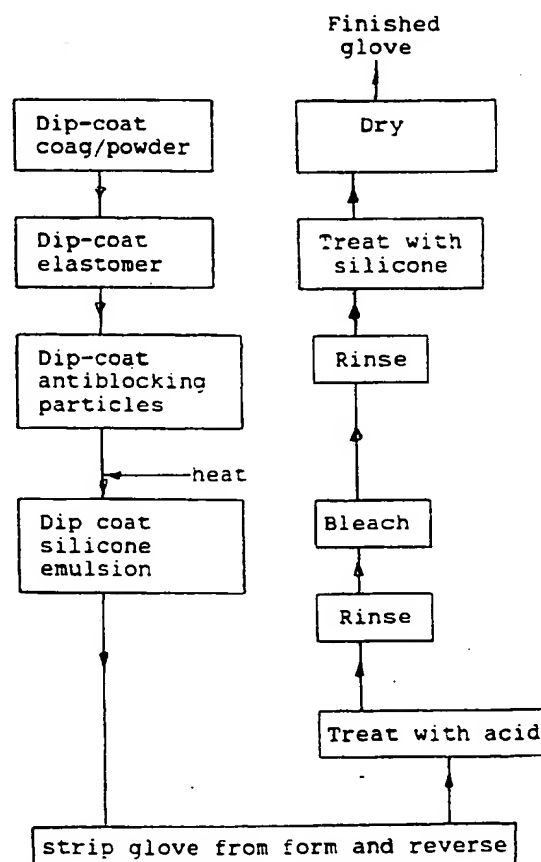 Dip-coat
coag/powder
Dip-coat
elastomer
Dip-coat
antiblocking
particles
heat
Dip coat
silicone
emulsion
strip glove from form and reverse
Treat with acid
Rinse
Bleach
Rinse
Treat with
silicone
Dry
Finished
glove